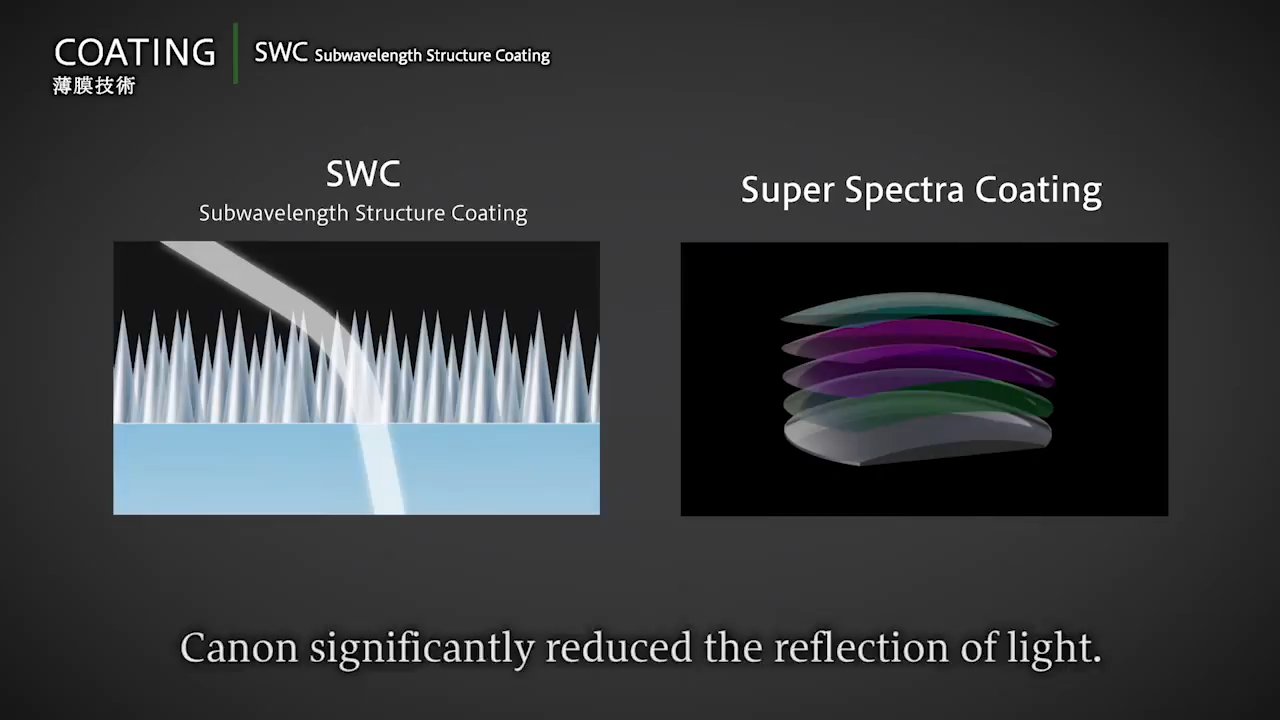 COATING
薄膜技術
SWC Subwavelength Structure Coating
SWC
Subwavelength Structure Coating
Super Spectra Coating
Canon significantly reduced the reflection of light.